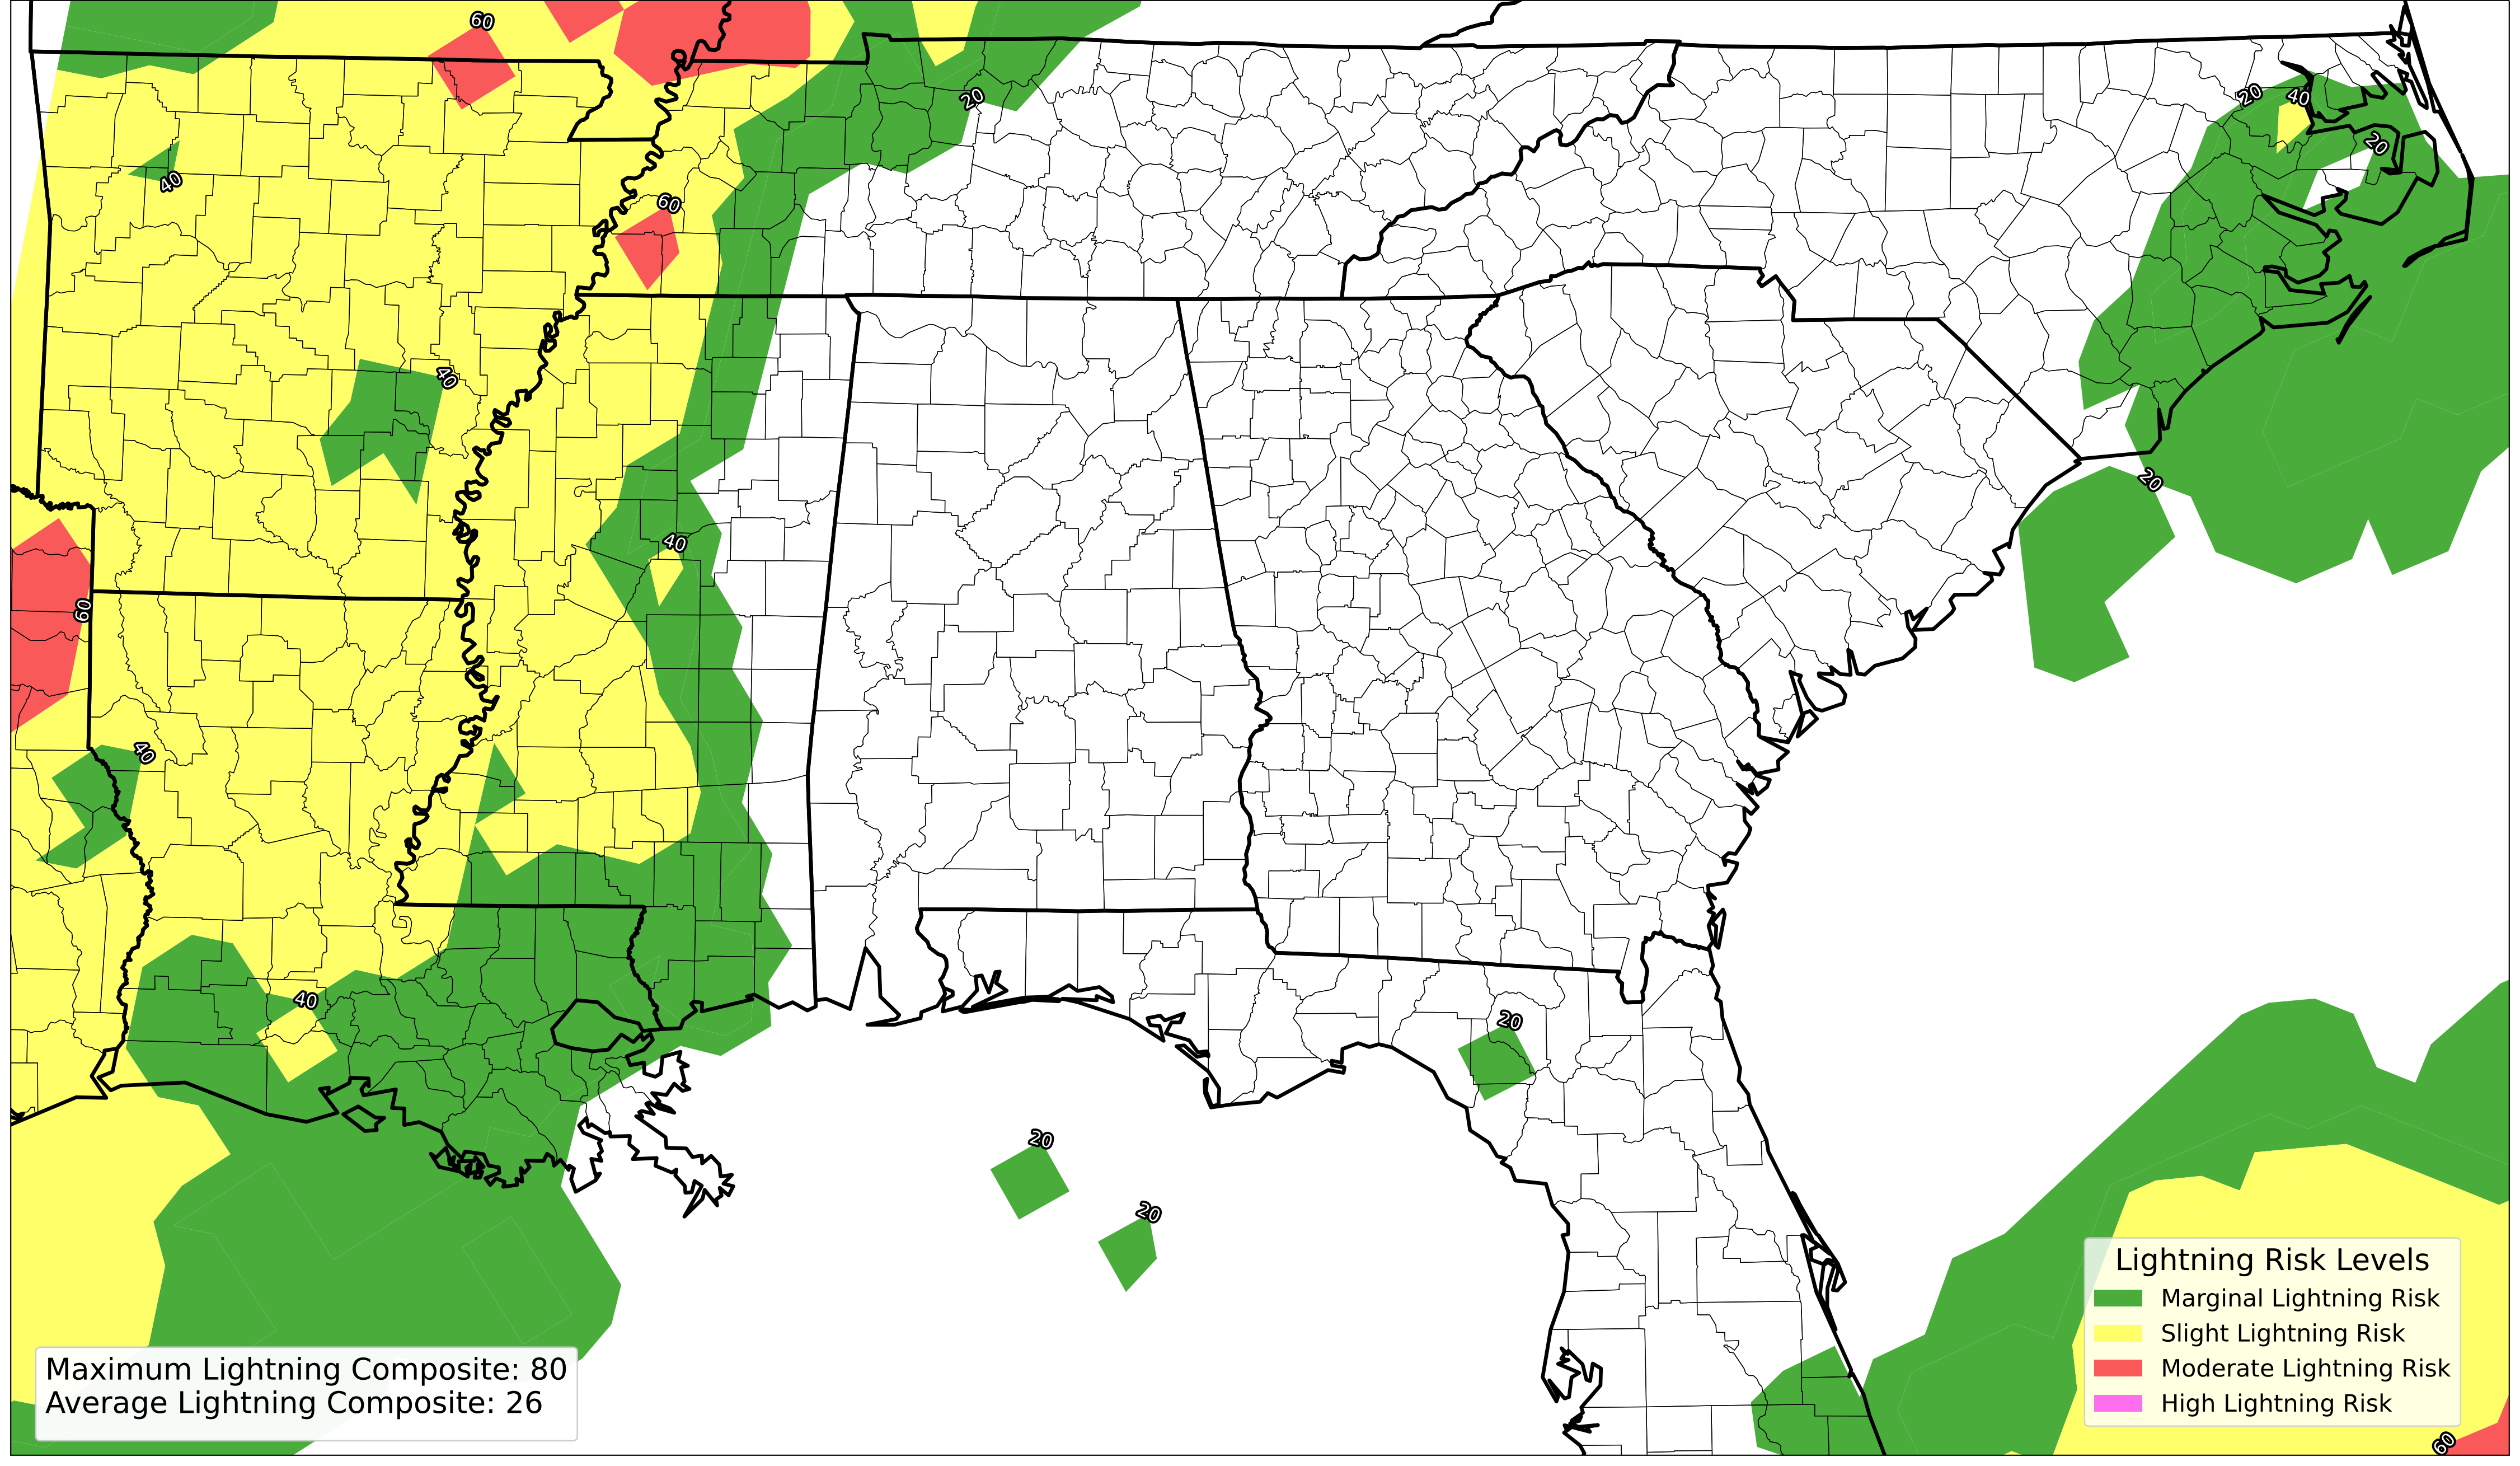 60
20
20
40
20
40
60
40
20
40
60
40
40
20
20
20
Lightning Risk Levels
Marginal Lightning Risk
Slight Lightning Risk
Moderate Lightning Risk
High Lightning Risk
Maximum Lightning Composite: 80
Average Lightning Composite: 26
60